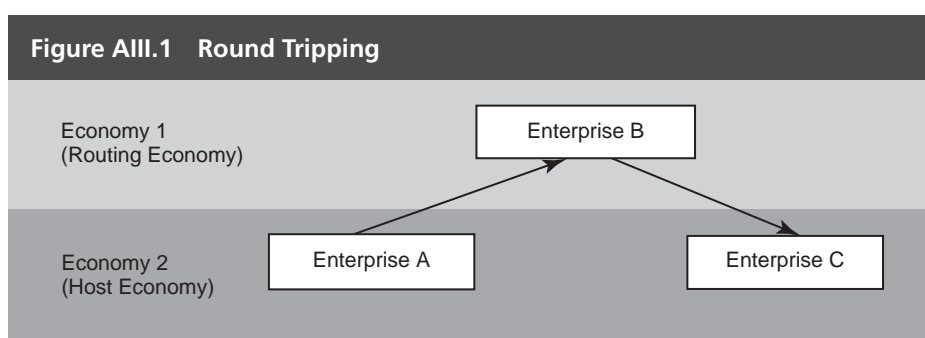 Figure AIII.1 Round Tripping
Economy 1
(Routing Economy)
Enterprise B
Economy 2
(Host Economy)
Enterprise A
Enterprise C